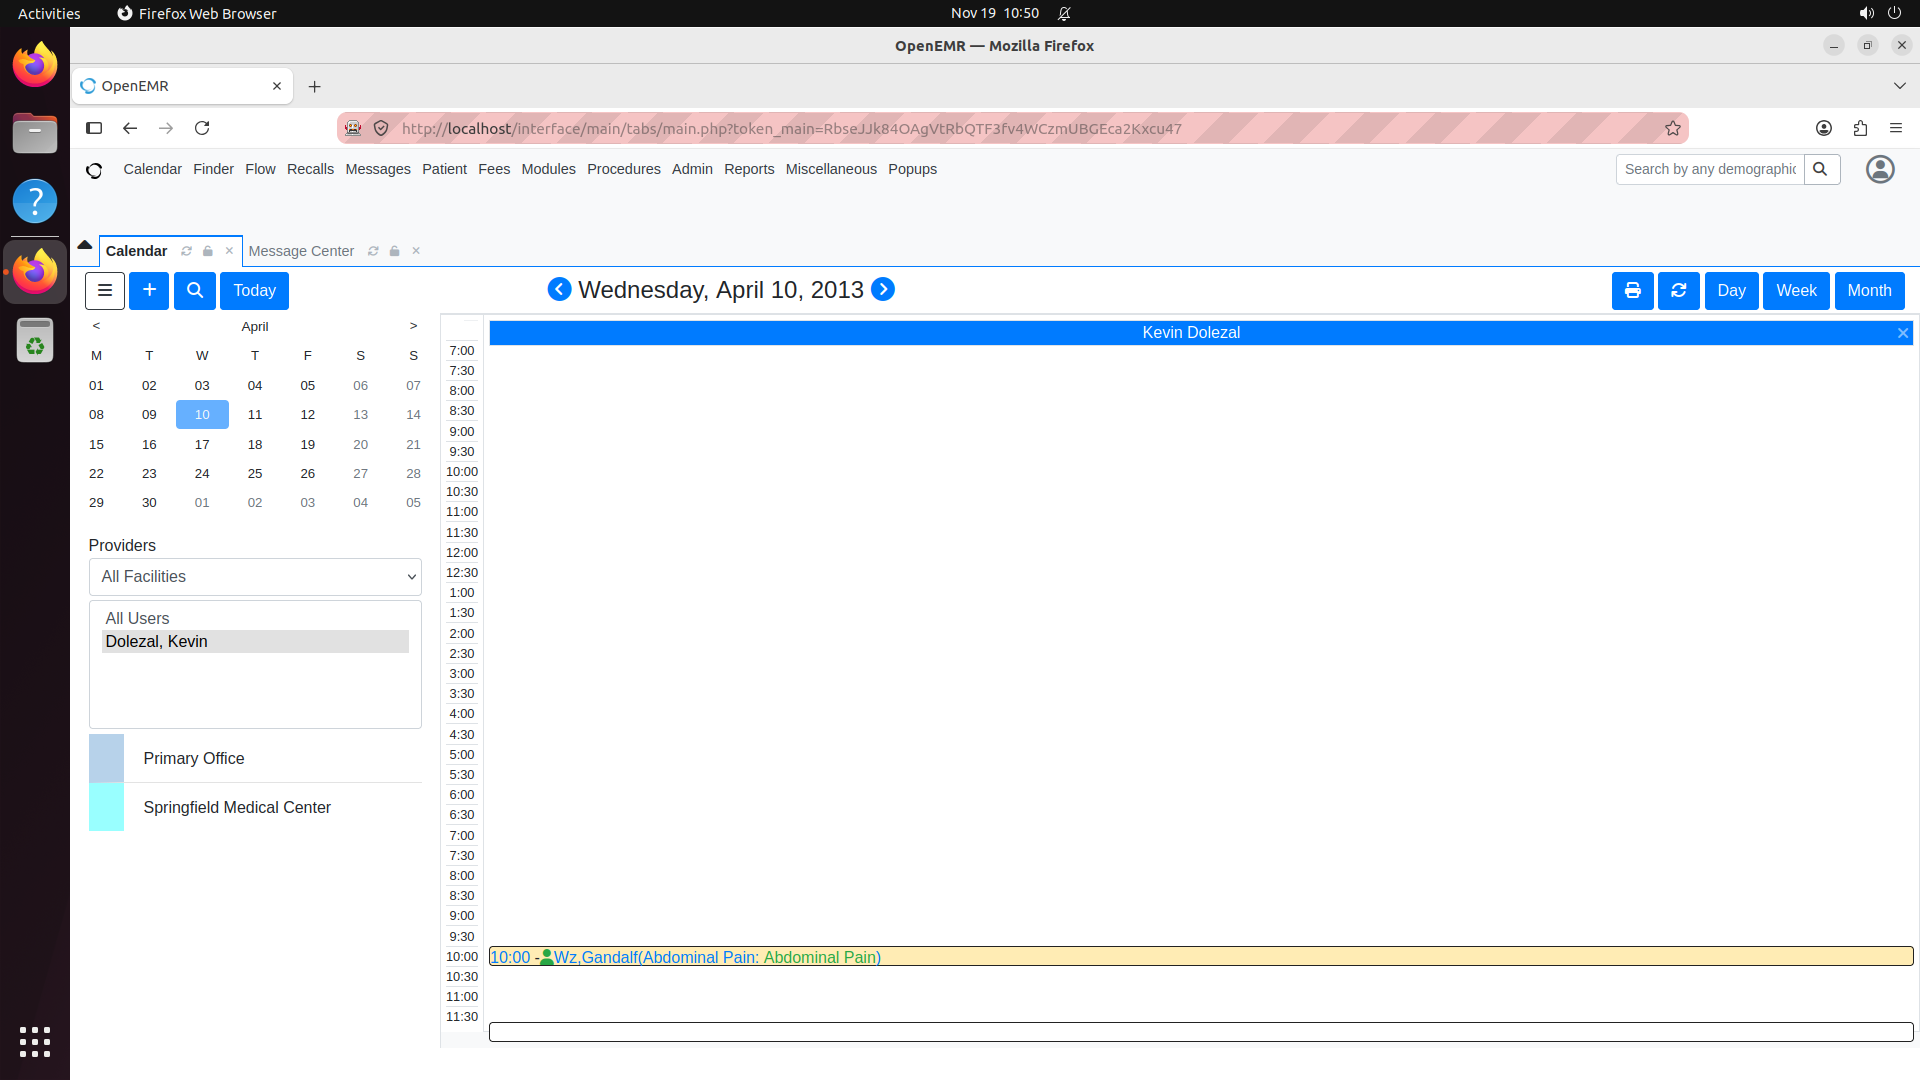 Activities Firefox Web Browser Nov 19 10:50
OpenEMR — Mozilla Firefox
OpenEMR
http://localhost/interface/main/tabs/main.php?token_main=RbseJJk84OAgVtRbQTF3fv4WCzmUBGEca2Kxcu47
Calendar Finder Flow Recalls Messages Patient Fees Modules Procedures Admin Reports Miscellaneous Popups Search by any demographic
Calendar Message Center
Today Wednesday, April 10, 2013 Day Week Month
< April >
M T W T F S S
01 02 03 04 05 06 07
08 09 10 11 12 13 14
15 16 17 18 19 20 21
22 23 24 25 26 27 28
29 30 01 02 03 04 05
Providers
All Facilities
All Users
Dolezal, Kevin
Primary Office
Springfield Medical Center
Kevin Dolezal
7:00
7:30
8:00
8:30
9:00
9:30
10:00
10:30
11:00
11:30
12:00
12:30
1:00
1:30
2:00
2:30
3:00
3:30
4:00
4:30
5:00
5:30
6:00
6:30
7:00
7:30
8:00
8:30
9:00
9:30
10:00 10:00 -Wz,Gandalf(Abdominal Pain: Abdominal Pain)
10:30
11:00
11:30